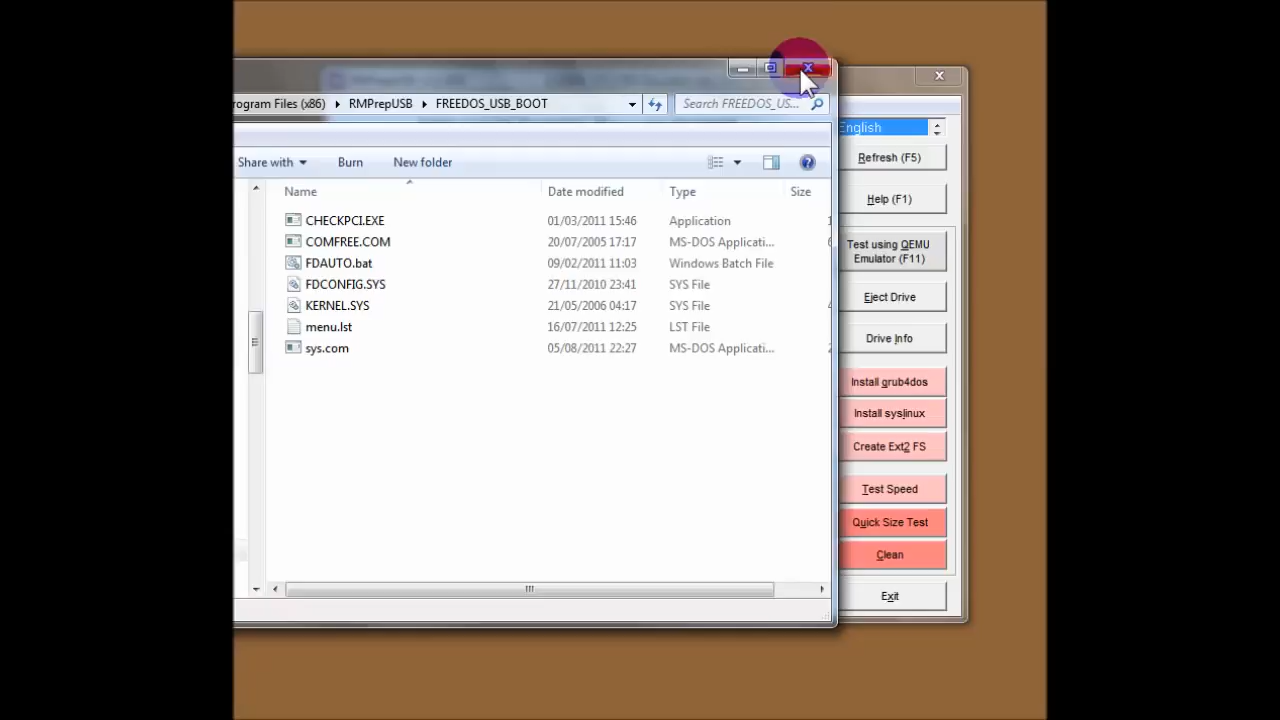 rogram Files (x86) RMPrepUSB FREEDOS_USB_BOOT Search FREEDOS_US...
Share with Burn New folder
Name Date modified Type Size
CHECKPCI.EXE 01/03/2011 15:46 Application
COMFREE.COM 20/07/2005 17:17 MS-DOS Applicati...
FDAUTO.bat 09/02/2011 11:03 Windows Batch File
FDCONFIG.SYS 27/11/2010 23:41 SYS File
KERNEL.SYS 21/05/2006 04:17 SYS File
menu.lst 16/07/2011 12:25 LST File
sys.com 05/08/2011 22:27 MS-DOS Applicati...
English
Refresh (F5)
Help (F1)
Test using QEMU
Emulator (F11)
Eject Drive
Drive Info
Install grub4dos
Install syslinux
Create Ext2 FS
Test Speed
Quick Size Test
Clean
Exit